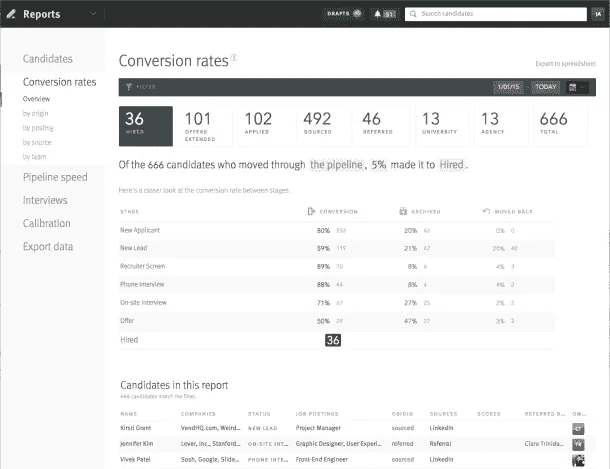 Reports
DRAFTS
51
Search candidates
IA
Candidates
Conversion rates
Overview
by origin
by posting
by source
by team
Pipeline speed
Interviews
Calibration
Export data
Conversion rates
Export to spreadsheet
FILTER
1/01/15 - TODAY
36 HIRED
101 OFFERS EXTENDED
102 APPLIED
492 SOURCED
46 REFERRED
13 UNIVERSITY
13 AGENCY
666 TOTAL
Of the 666 candidates who moved through the pipeline, 5% made it to Hired.
Here's a closer look at the conversion rate between stages.
STAGE CONVERSION ARCHIVED MOVED BACK
New Applicant 80% 20% 0% 0
New Lead 59% 119 21% 42 20% 40
Recruiter Screen 89% 70 8% 4%
Phone Interview 88% 44 8% 4 4% 2
On-site Interview 71% 67 27% 25 2% 2
Offer 50% 29 47% 27 3% 2
Hired 36
Candidates in this report
666 candidates match the filter.
NAME COMPANIES STATUS JOB POSTINGS ORIGIN SOURCES SCORES REFERRED B... OW...
Kirsti Grant VendHQ.com, Weird... NEW LEAD Project Manager sourced LinkedIn
Jennifer Kim Lever, Inc., Stanford... ON-SITE INT... Graphic Designer, User Experi... referred Referral Clara Trinida...
Vivek Patel Sosh, Google, Slide... PHONE INTE... Front-End Engineer sourced LinkedIn